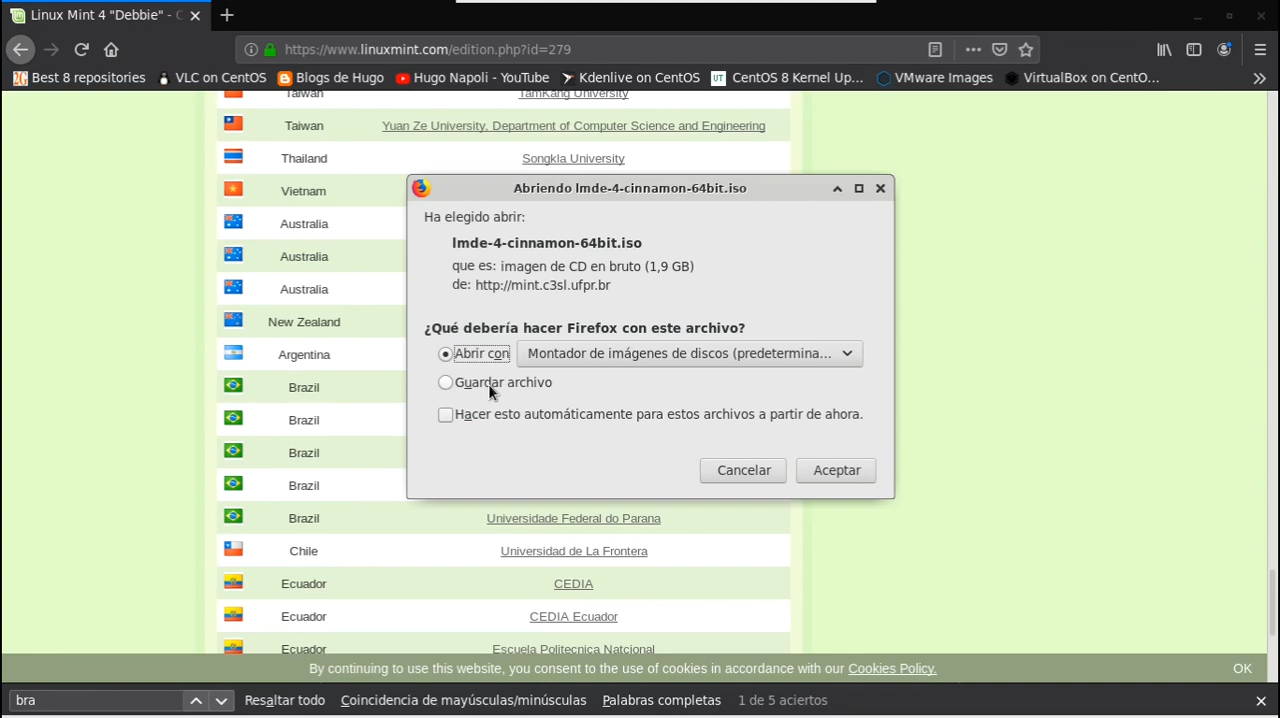 Linux Mint 4 "Debbie" - C
https://www.linuxmint.com/edition.php?id=279
Best 8 repositories
VLC on CentOS
Blogs de Hugo
Hugo Napoli - YouTube
Kdenlive on CentOS
UT
CentOS 8 Kernel Up...
VMware Images
VirtualBox on CentO...
Taiwan TamKang University
Taiwan Yuan Ze University, Department of Computer Science and Engineering
Thailand Songkla University
Vietnam
Australia
Australia
Australia
New Zealand
Argentina
Brazil
Brazil
Brazil
Brazil
Brazil Universidade Federal do Parana
Chile Universidad de La Frontera
Ecuador CEDIA
Ecuador CEDIA Ecuador
Ecuador Escuela Politecnica Natcional
Abriendo lmde-4-cinnamon-64bit.iso
Ha elegido abrir:
lmde-4-cinnamon-64bit.iso
que es: imagen de CD en bruto (1,9 GB)
de: http://mint.c3sl.ufpr.br
¿Qué debería hacer Firefox con este archivo?
Abrir con Montador de imágenes de discos (predetermina...
Guardar archivo
Hacer esto automáticamente para estos archivos a partir de ahora.
Cancelar Aceptar
By continuing to use this website, you consent to the use of cookies in accordance with our Cookies Policy. OK
bra Resaltar todo Coincidencia de mayúsculas/minúsculas Palabras completas 1 de 5 aciertos